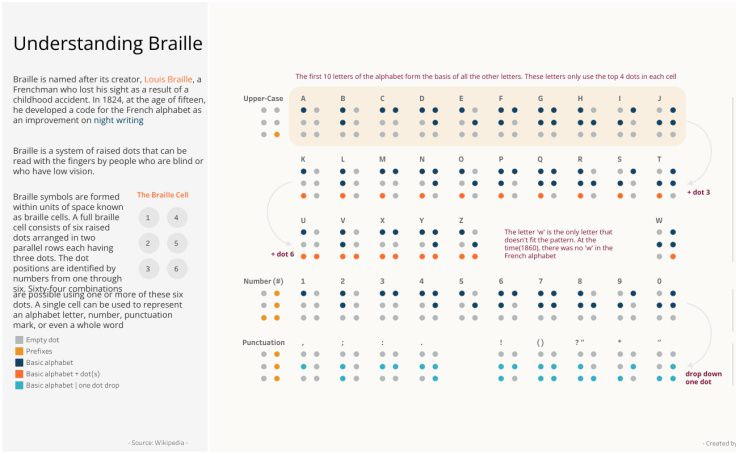 Understanding Braille
Braille is named after its creator, Louis Braille, a
Frenchman who lost his sight as a result of a
childhood accident. In 1824, at the age of fifteen,
he developed a code for the French alphabet as
an improvement on night writing
Braille is a system of raised dots that can be
read with the fingers by people who are blind or
who have low vision.
Braille symbols are formed
within units of space known
as braille cells. A full braille
cell consists of six raised
dots arranged in two
parallel rows each having
three dots. The dot
positions are identified by
numbers from one through
six. Sixty-four combinations
are possible using one or more of these six
dots. A single cell can be used to represent
an alphabet letter, number, punctuation
mark, or even a whole word
The Braille Cell
1 4
2 5
3 6
Empty dot
Prefixes
Basic alphabet
Basic alphabet + dot(s)
Basic alphabet | one dot drop
- Source: Wikipedia -
The first 10 letters of the alphabet form the basis of all the other letters. These letters only use the top 4 dots in each cell
Upper-Case A B C D E F G H I J
K L M N O P Q R S T
+ dot 3
U V X Y Z W
+ dot 6
The letter 'w' is the only letter that
doesn't fit the pattern. At the
time(1860), there was no 'w' in the
French alphabet
Number (#) 1 2 3 4 5 6 7 8 9 0
Punctuation , ; : . ! () ?" * "
drop down
one dot
- Created by